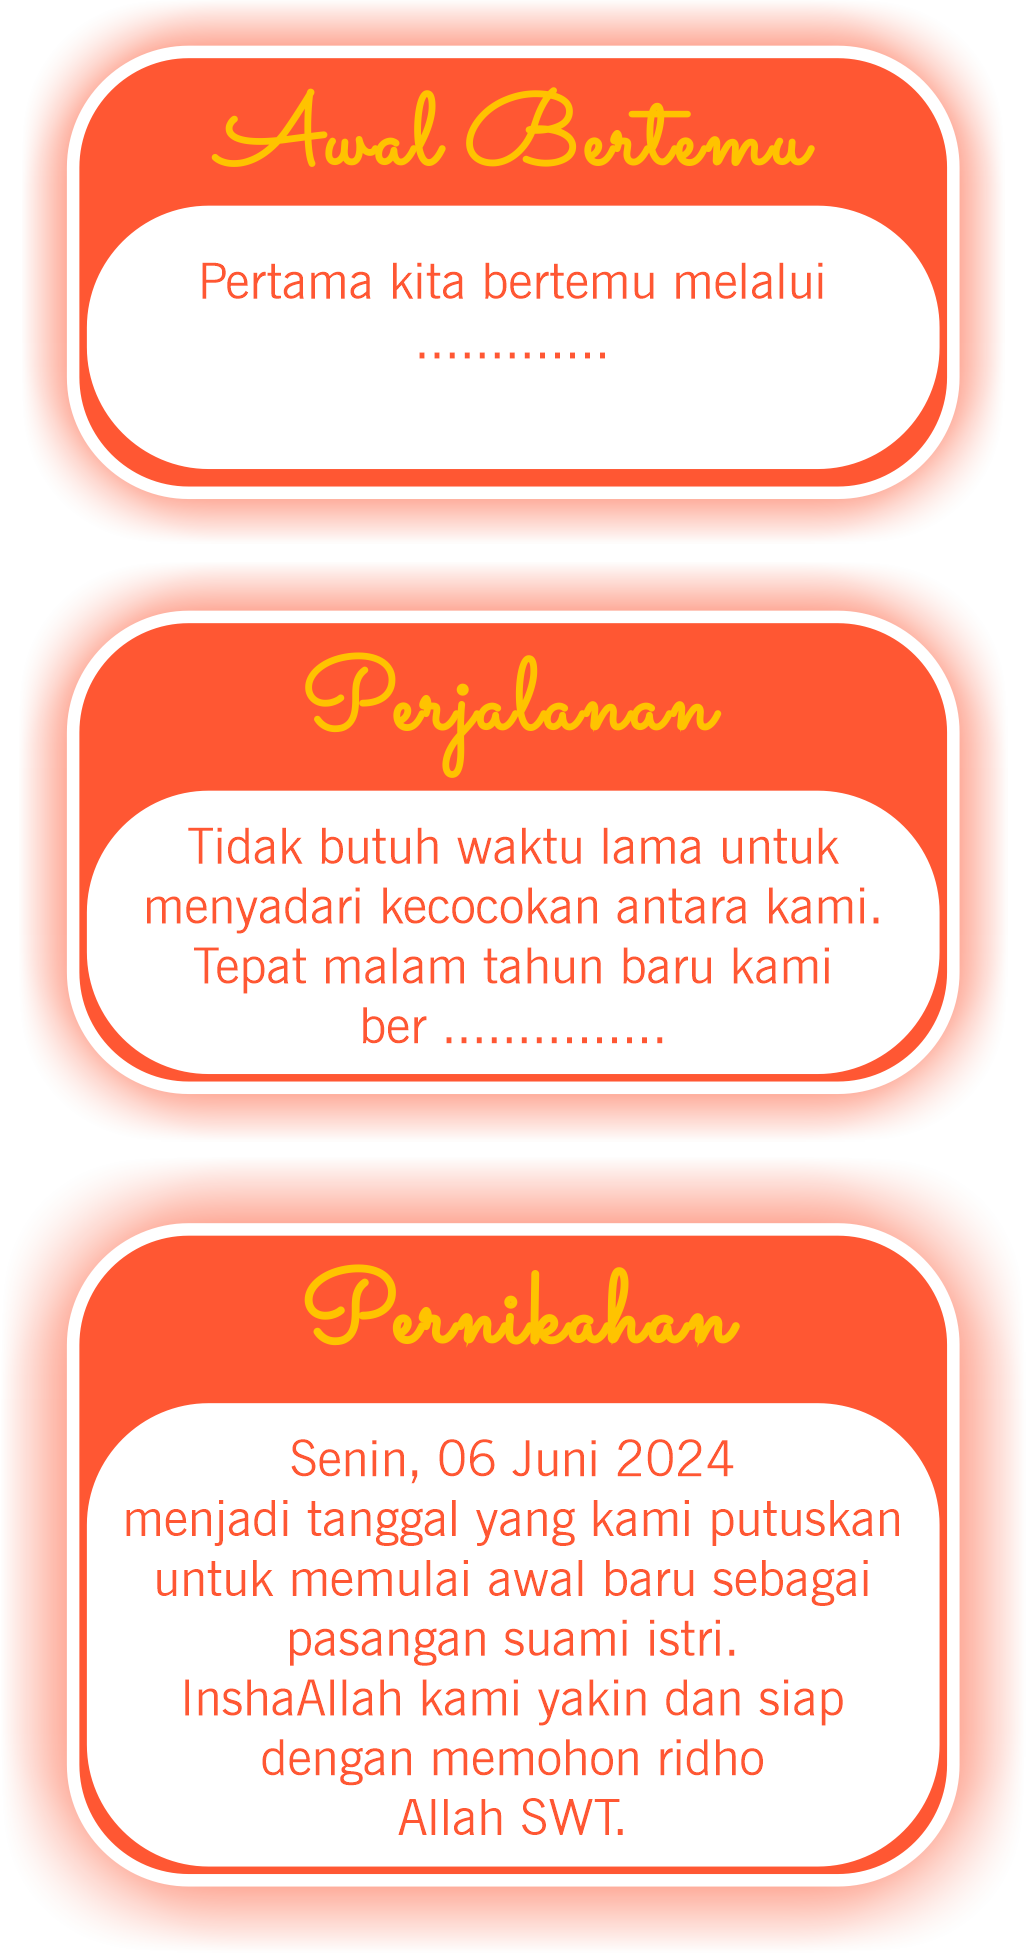 Awal Bertemu
Pertama kita bertemu melalui
.............
Perjalanan
Tidak butuh waktu lama untuk
menyadari kecocokan antara kami.
Tepat malam tahun baru kami
ber ...............
Pernikahan
Senin, 06 Juni 2024
menjadi tanggal yang kami putuskan
untuk memulai awal baru sebagai
pasangan suami istri.
InshaAllah kami yakin dan siap
dengan memohon ridho
Allah SWT.